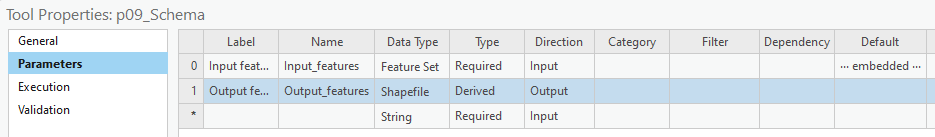 Tool Properties: p09_Schema
General
Parameters
Execution
Validation
Label Name Data Type Type Direction Category Filter Dependency Default
0 Input feat... Input_features Feature Set Required Input ... embedded ...
1 Output fe... Output_features Shapefile Derived Output
* String Required Input